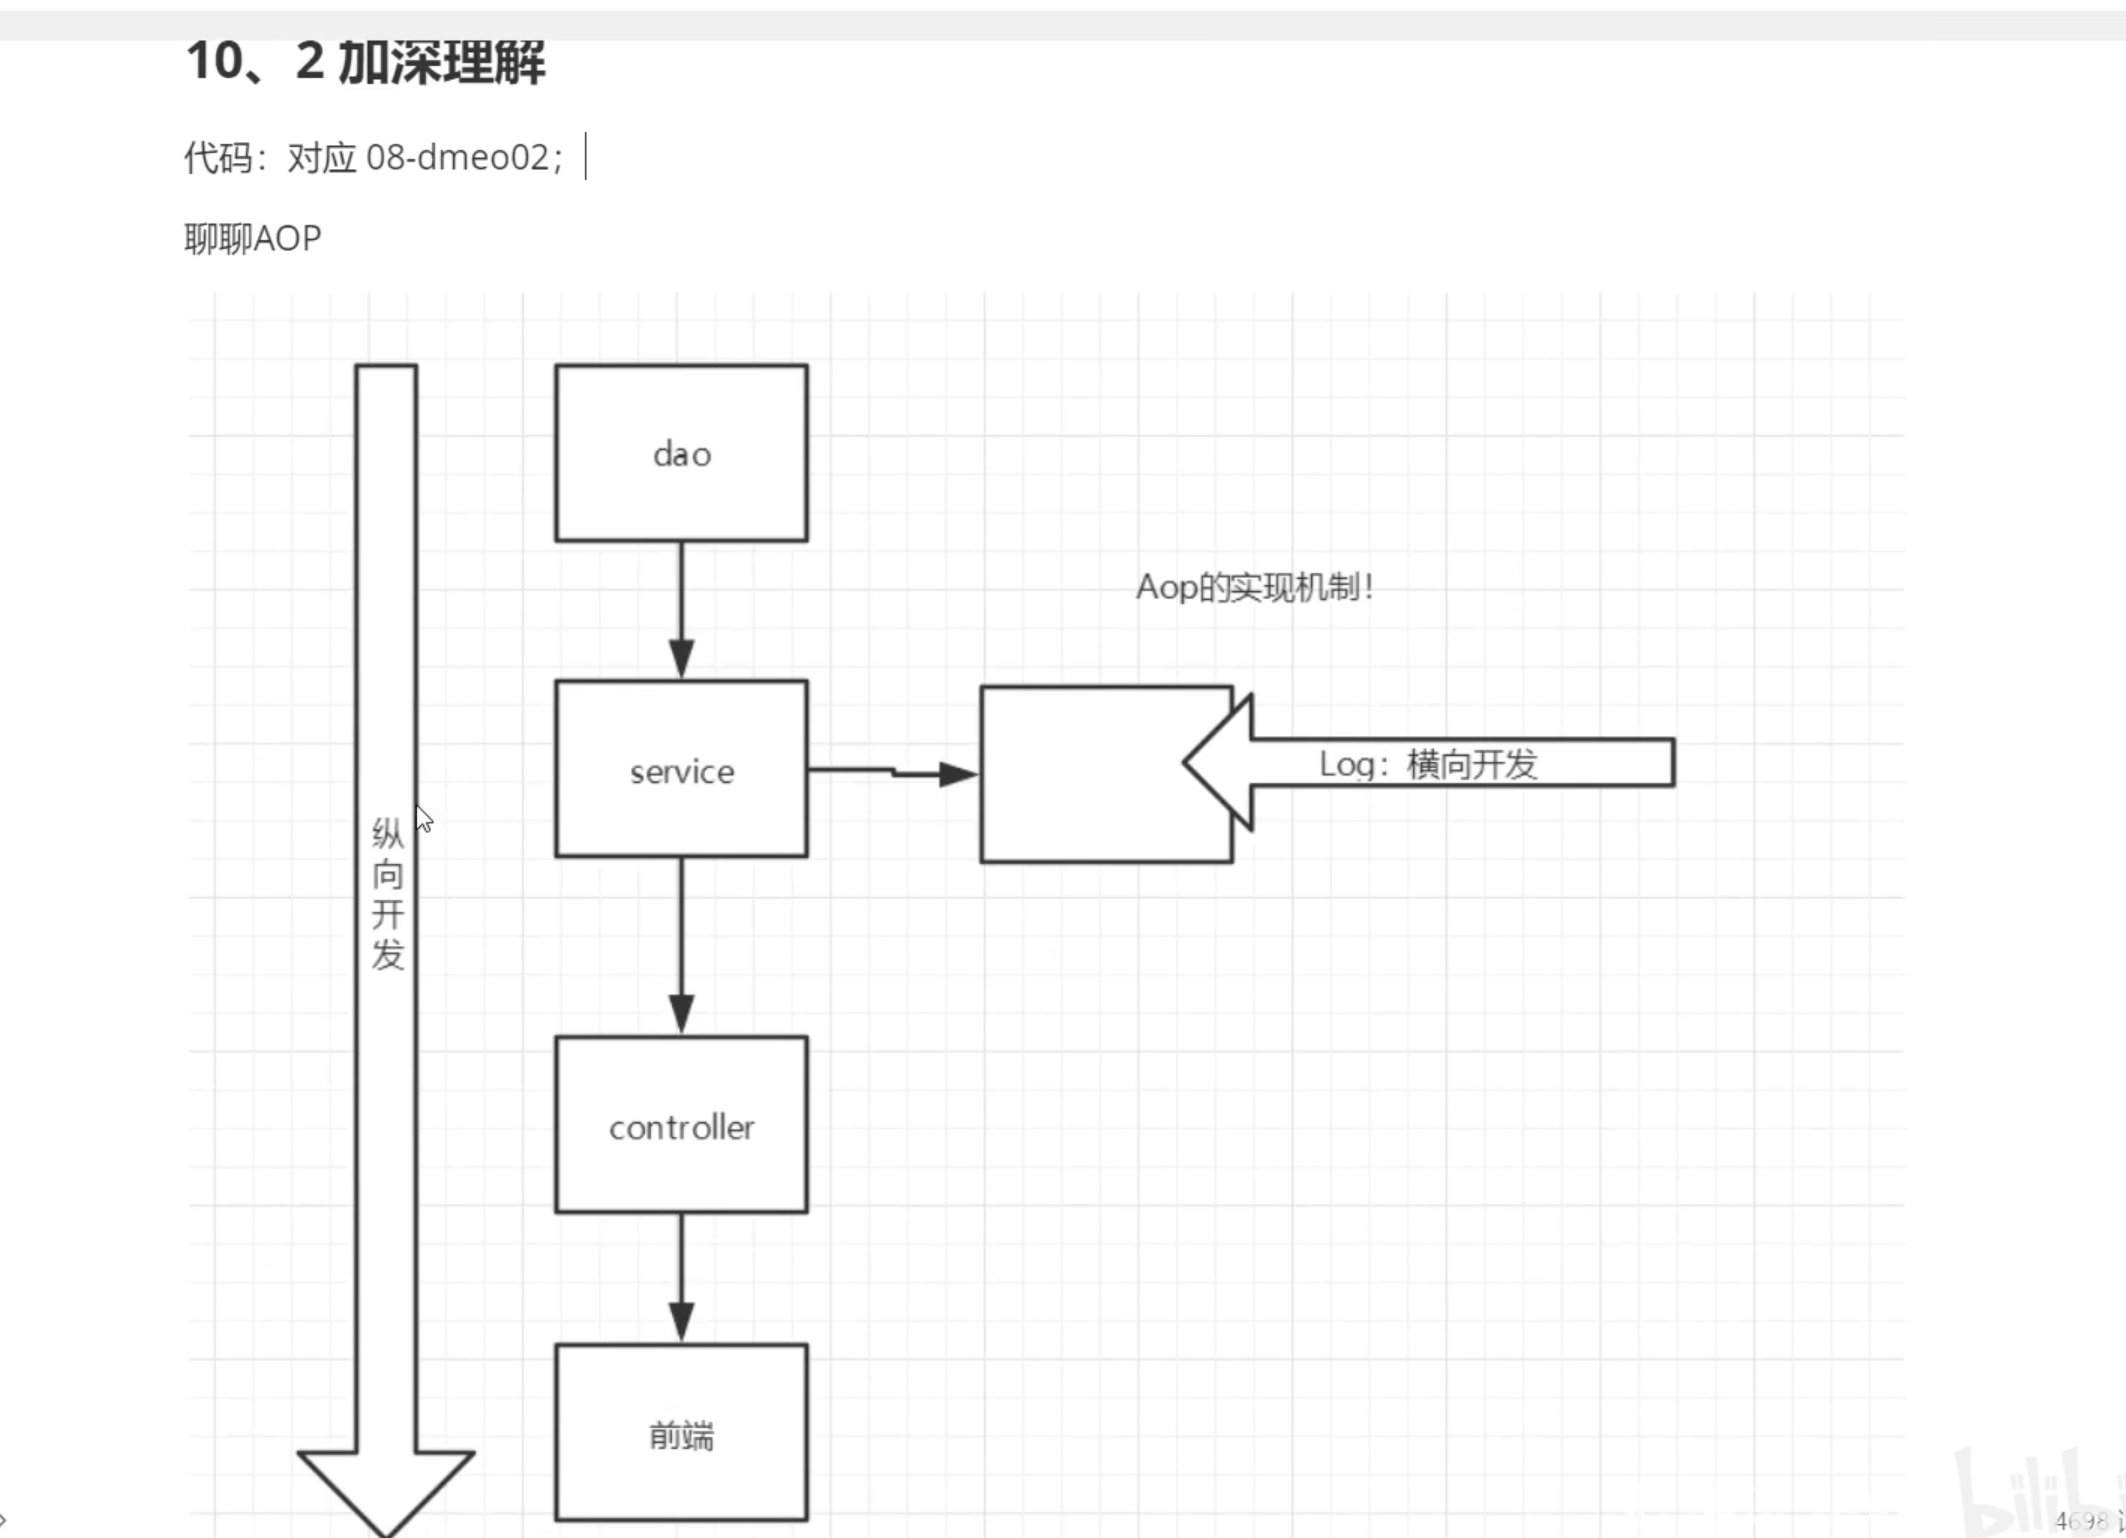 10、2 加深理解
代码：对应 08-dmeo02；
聊聊AOP
dao
Aop的实现机制！
service
Log：横向开发
纵向开发
controller
前端
bilibili
4698